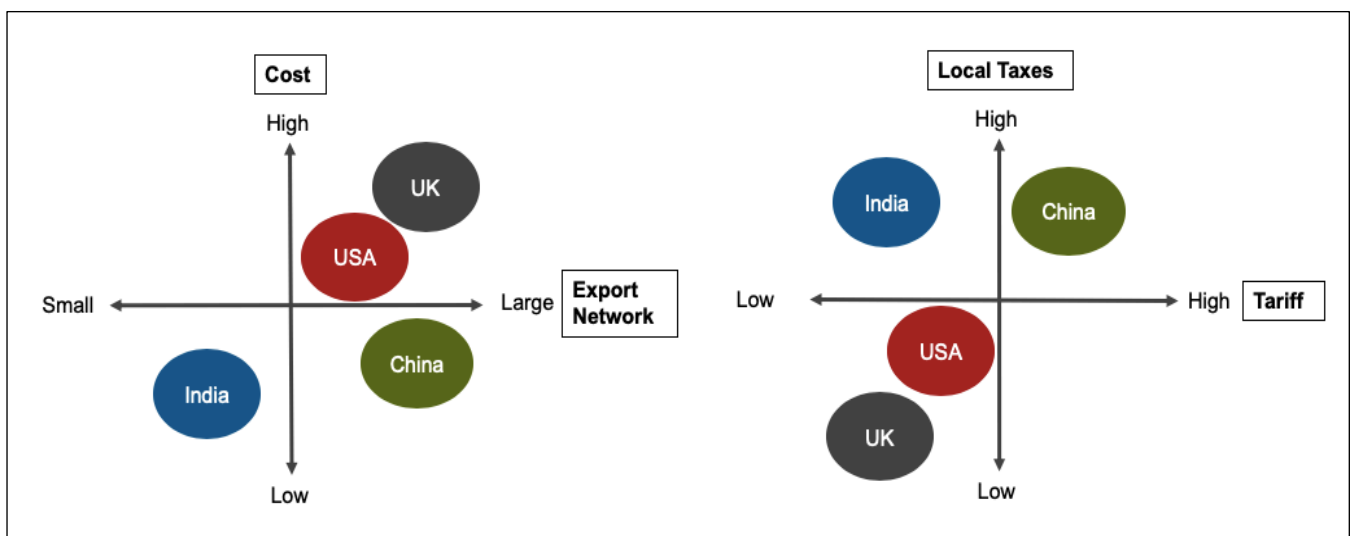 Cost
High
UK
USA
Small
Large
Export
Network
China
India
Low
Local Taxes
High
India
China
Low
High
Tariff
USA
UK
Low